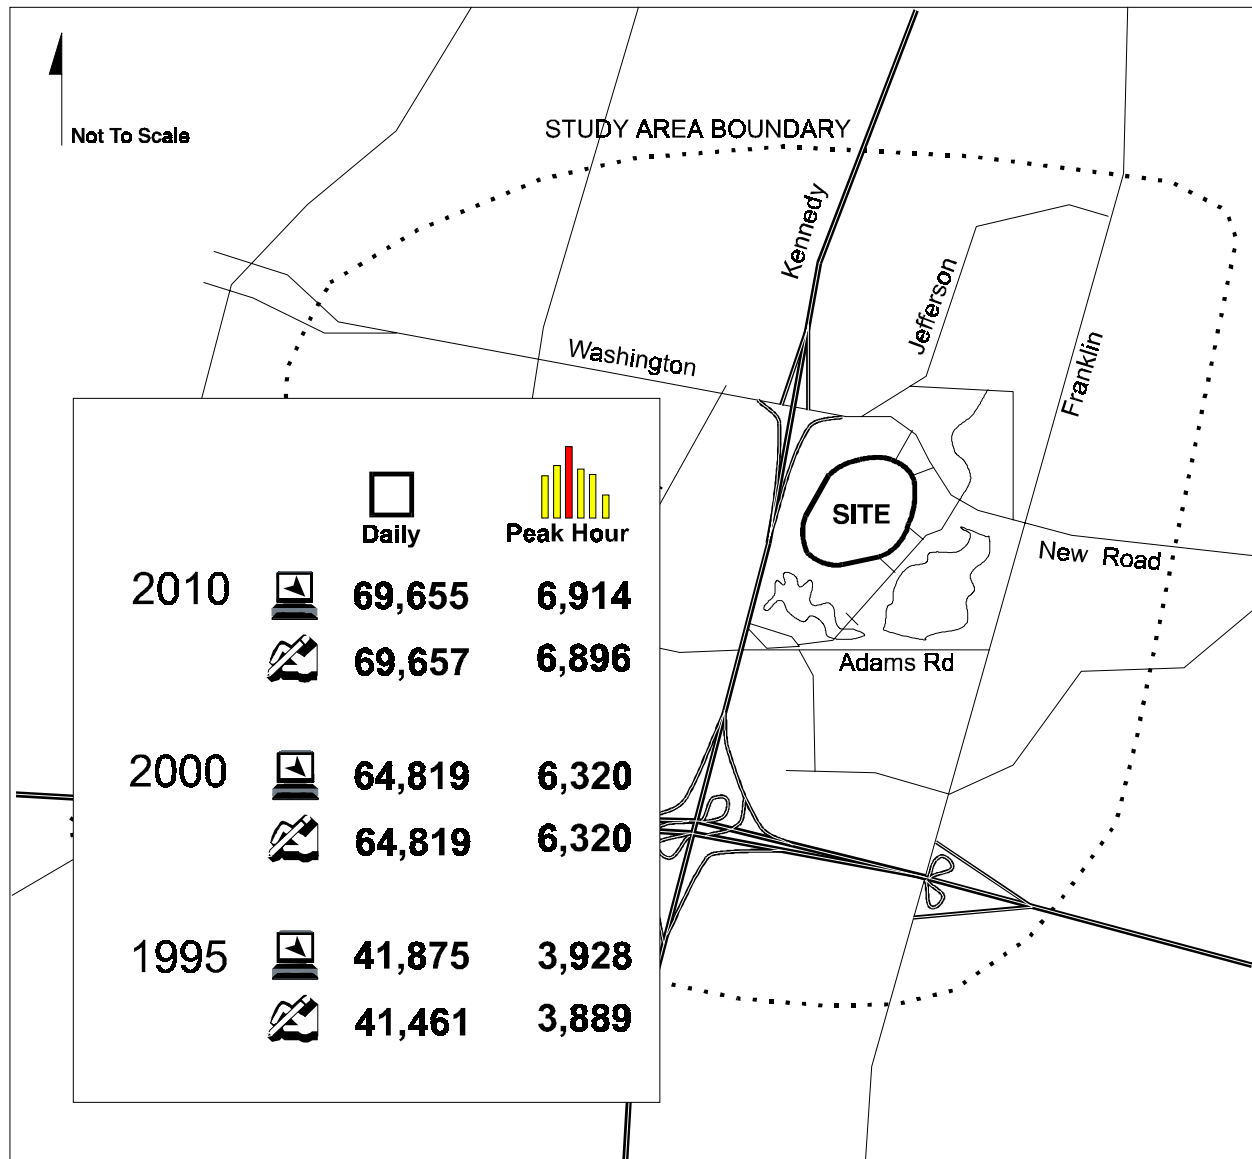 Not To Scale
STUDY AREA BOUNDARY
Kennedy
Jefferson
Franklin
Washington
SITE
New Road
Adams Rd
Daily Peak Hour
2010 69,655 6,914
69,657 6,896
2000 64,819 6,320
64,819 6,320
1995 41,875 3,928
41,461 3,889